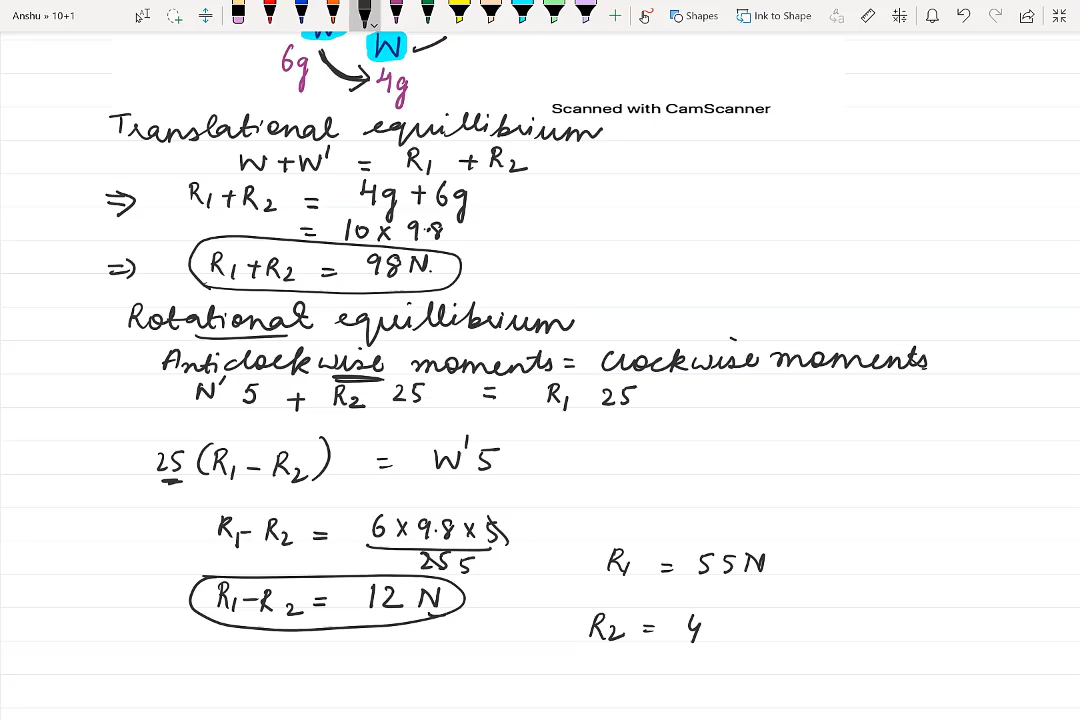 Anshu » 10+1
Shapes
Ink to Shape
W
W
6g
4g
Scanned with CamScanner
Translational equillibrium
W + W' = R1 + R2
⇒ R1 + R2 = 4g + 6g
= 10 × 9.8
⇒ R1 + R2 = 98 N.
Rotational equillibrium
Anticlockwise moments = Clockwise moments
W' 5 + R2 25 = R1 25
25 (R1 - R2) = W' 5
R1 - R2 = 6 × 9.8 × 5
25 5
R1 - R2 = 12 N
R1 = 55 N
R2 = 4